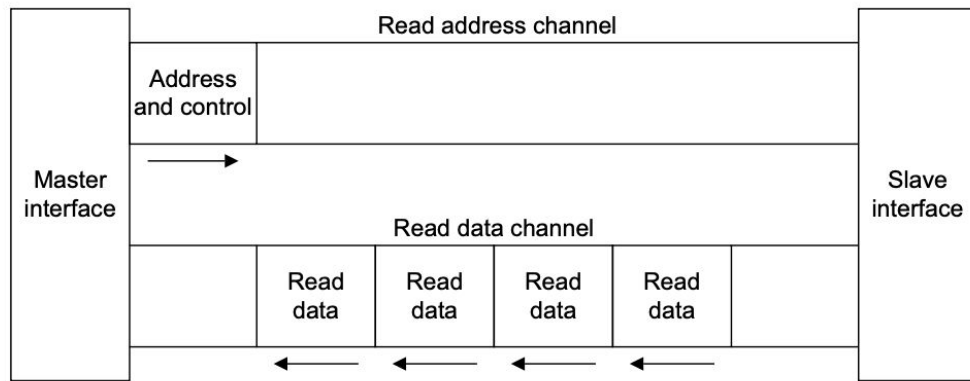 Read address channel
Address
and control
Master
interface
Slave
interface
Read data channel
Read
data
Read
data
Read
data
Read
data